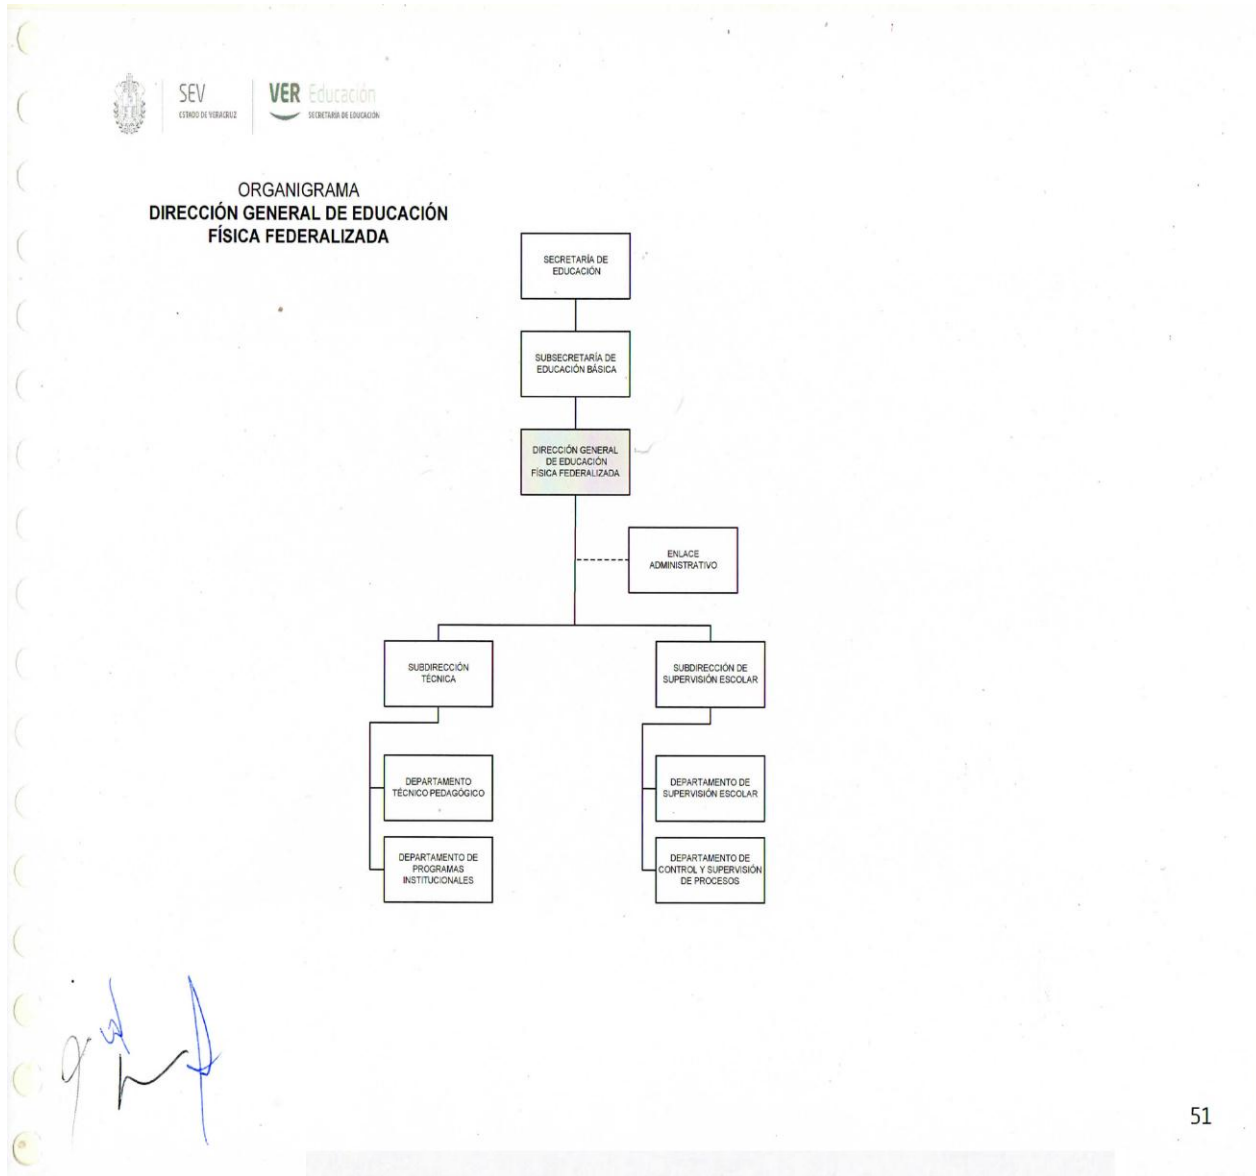 SEV
ESTADO DE VERACRUZ
VER Educación
SECRETARÍA DE EDUCACIÓN
ORGANIGRAMA
DIRECCIÓN GENERAL DE EDUCACIÓN
FÍSICA FEDERALIZADA
SECRETARÍA DE
EDUCACIÓN
SUBSECRETARÍA DE
EDUCACIÓN BÁSICA
DIRECCIÓN GENERAL
DE EDUCACIÓN
FÍSICA FEDERALIZADA
ENLACE
ADMINISTRATIVO
SUBDIRECCIÓN
TÉCNICA
SUBDIRECCIÓN DE
SUPERVISIÓN ESCOLAR
DEPARTAMENTO
TÉCNICO PEDAGÓGICO
DEPARTAMENTO DE
SUPERVISIÓN ESCOLAR
DEPARTAMENTO DE
PROGRAMAS
INSTITUCIONALES
DEPARTAMENTO DE
CONTROL Y SUPERVISIÓN
DE PROCESOS
51